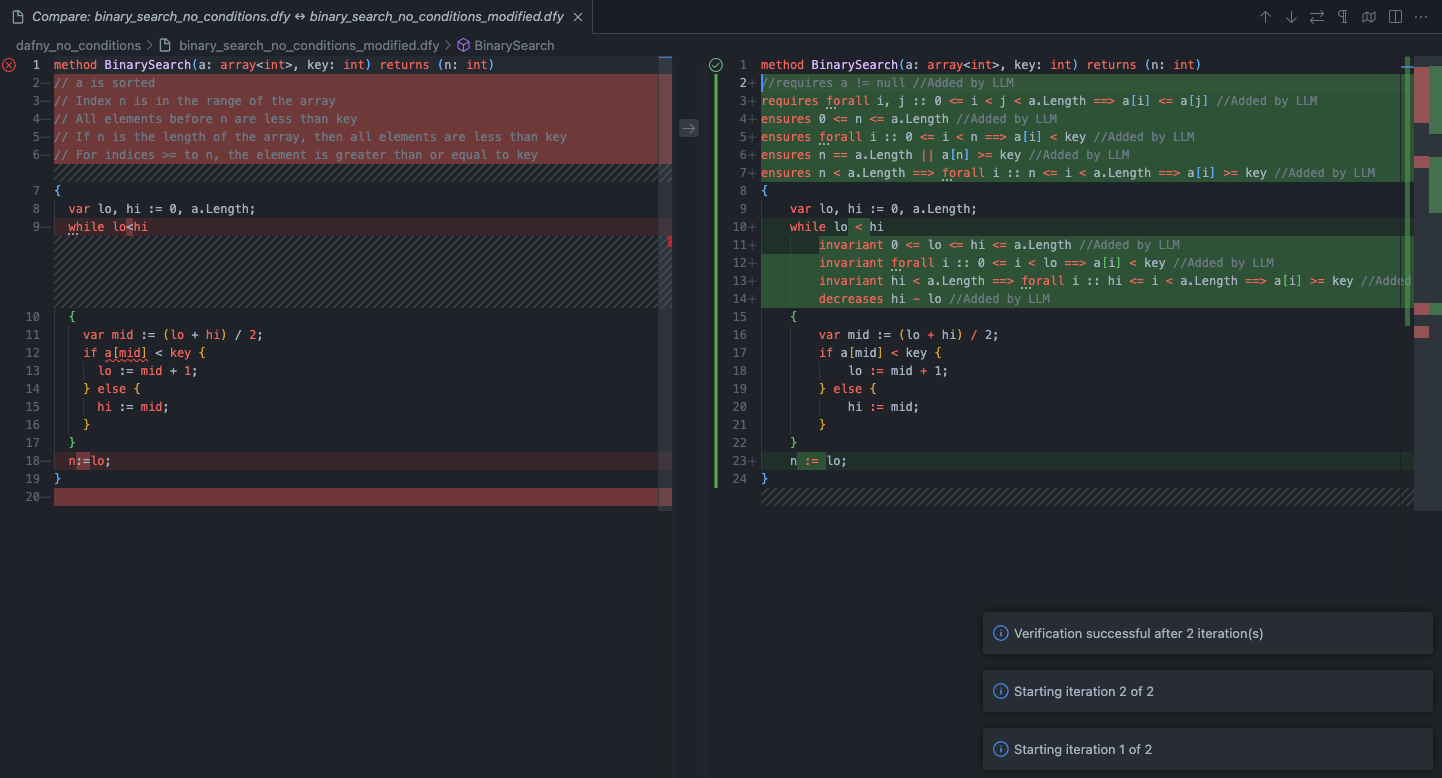 Compare: binary_search_no_conditions.dfy ↔ binary_search_no_conditions_modified.dfy ×
dafny_no_conditions > binary_search_no_conditions_modified.dfy > BinarySearch
1 method BinarySearch(a: array<int>, key: int) returns (n: int)
2− // a is sorted
3− // Index n is in the range of the array
4− // All elements before n are less than key
5− // If n is the length of the array, then all elements are less than key
6− // For indices >= to n, the element is greater than or equal to key
7 {
8 var lo, hi := 0, a.Length;
9− while lo<hi
10 {
11 var mid := (lo + hi) / 2;
12 if a[mid] < key {
13 lo := mid + 1;
14 } else {
15 hi := mid;
16 }
17 }
18− n:=lo;
19 }
20−
1 method BinarySearch(a: array<int>, key: int) returns (n: int)
2+ //requires a != null //Added by LLM
3+ requires forall i, j :: 0 <= i < j < a.Length ==> a[i] <= a[j] //Added by LLM
4+ ensures 0 <= n <= a.Length //Added by LLM
5+ ensures forall i :: 0 <= i < n ==> a[i] < key //Added by LLM
6+ ensures n == a.Length || a[n] >= key //Added by LLM
7+ ensures n < a.Length ==> forall i :: n <= i < a.Length ==> a[i] >= key //Added by LLM
8 {
9 var lo, hi := 0, a.Length;
10+ while lo < hi
11+ invariant 0 <= lo <= hi <= a.Length //Added by LLM
12+ invariant forall i :: 0 <= i < lo ==> a[i] < key //Added by LLM
13+ invariant hi < a.Length ==> forall i :: hi <= i < a.Length ==> a[i] >= key //Added
14+ decreases hi - lo //Added by LLM
15 {
16 var mid := (lo + hi) / 2;
17 if a[mid] < key {
18 lo := mid + 1;
19 } else {
20 hi := mid;
21 }
22 }
23+ n := lo;
24 }
Verification successful after 2 iteration(s)
Starting iteration 2 of 2
Starting iteration 1 of 2